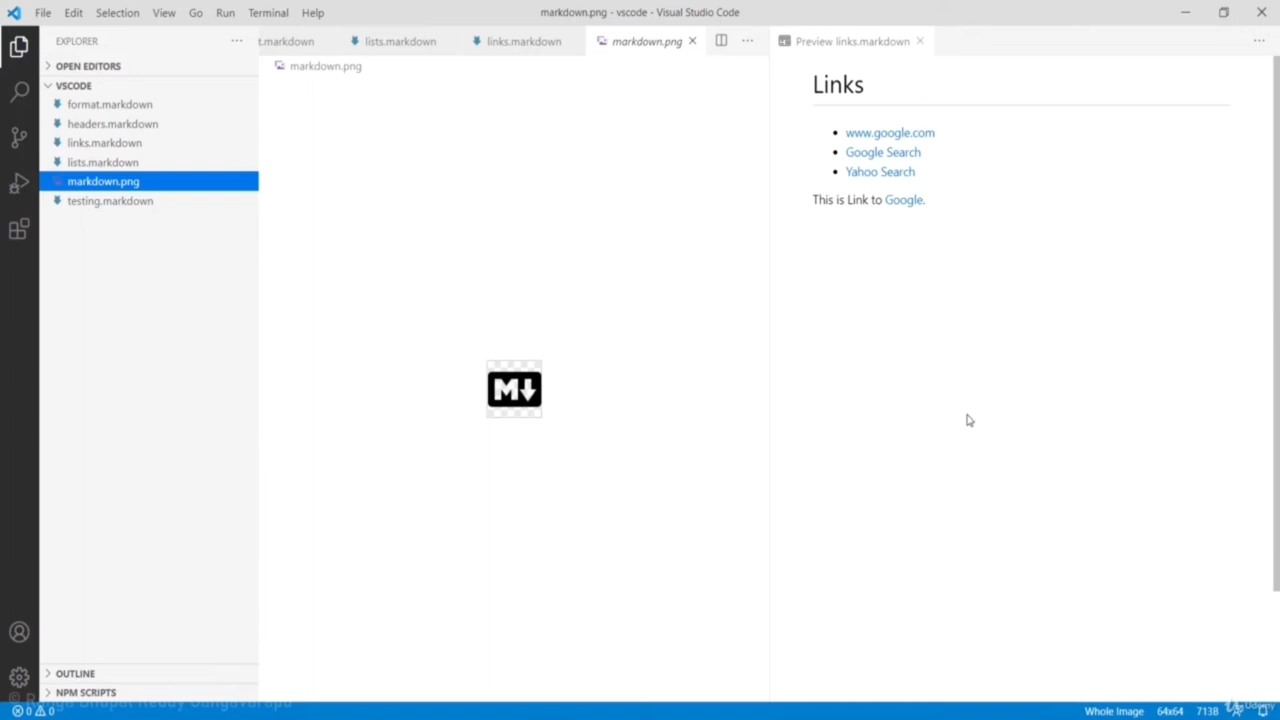 File Edit Selection View Go Run Terminal Help
markdown.png - vscode - Visual Studio Code
EXPLORER
OPEN EDITORS
VSCODE
format.markdown
headers.markdown
links.markdown
lists.markdown
markdown.png
testing.markdown
OUTLINE
NPM SCRIPTS
t.markdown lists.markdown links.markdown markdown.png
markdown.png
M
Preview links.markdown
Links
• www.google.com
• Google Search
• Yahoo Search
This is Link to Google.
0 0
Whole Image 64x64 713B
Udemy